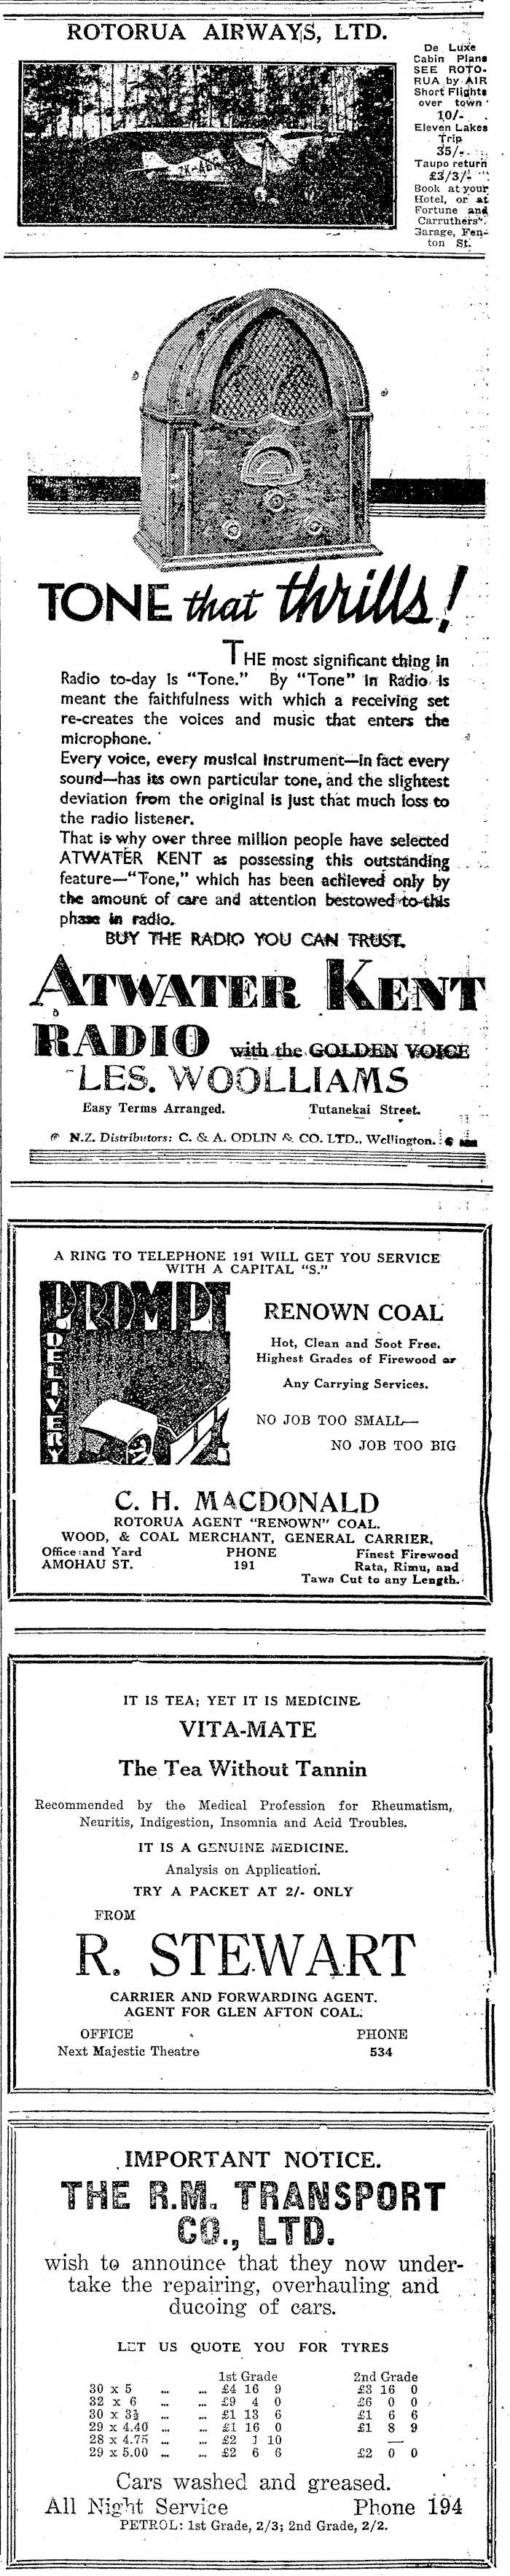 ROTORUA AIRWAYS, LTD.
De Luxe
Cabin Plans
SEE ROTO-
RUA by AIR
Short Flights
over town
10/-
Eleven Lakes
Trip
35/-
Taupo return
£3/3/-
Book at your
Hotel, or at
Fortune and
Carruthers'
Garage, Fen-
ton St.
TONE that thrills!
THE most significant thing in
Radio to-day is "Tone." By "Tone" in Radio is
meant the faithfulness with which a receiving set
re-creates the voices and music that enters the
microphone.
Every voice, every musical instrument—in fact every
sound—has its own particular tone, and the slightest
deviation from the original is just that much loss to
the radio listener.
That is why over three million people have selected
ATWATER KENT as possessing this outstanding
feature—"Tone," which has been achieved only by
the amount of care and attention bestowed to this
phase in radio.
BUY THE RADIO YOU CAN TRUST.
ATWATER KENT
RADIO with the GOLDEN VOICE
LES. WOOLLIAMS
Easy Terms Arranged. Tutanekai Street.
N.Z. Distributors: C. & A. ODLIN & CO. LTD., Wellington.
A RING TO TELEPHONE 191 WILL GET YOU SERVICE
WITH A CAPITAL "S."
PROMPT
DELIVERY
RENOWN COAL
Hot, Clean and Soot Free.
Highest Grades of Firewood or
Any Carrying Services.
NO JOB TOO SMALL—
NO JOB TOO BIG
C. H. MACDONALD
ROTORUA AGENT "RENOWN" COAL.
WOOD, & COAL MERCHANT, GENERAL CARRIER.
Office and Yard PHONE Finest Firewood
AMOHAU ST. 191 Rata, Rimu, and
Tawa Cut to any Length.
IT IS TEA; YET IT IS MEDICINE.
VITA-MATE
The Tea Without Tannin
Recommended by the Medical Profession for Rheumatism,
Neuritis, Indigestion, Insomnia and Acid Troubles.
IT IS A GENUINE MEDICINE.
Analysis on Application.
TRY A PACKET AT 2/- ONLY
FROM
R. STEWART
CARRIER AND FORWARDING AGENT.
AGENT FOR GLEN AFTON COAL.
OFFICE PHONE
Next Majestic Theatre 534
IMPORTANT NOTICE.
THE R.M. TRANSPORT
CO., LTD.
wish to announce that they now under-
take the repairing, overhauling and
ducoing of cars.
LET US QUOTE YOU FOR TYRES
1st Grade 2nd Grade
30 x 5 ... ... £4 16 9 £3 16 0
32 x 6 ... ... £9 4 0 £6 0 0
30 x 3½ ... ... £1 13 6 £1 6 6
29 x 4.40 ... ... £1 16 0 £1 8 9
28 x 4.75 ... ... £2 1 10 —
29 x 5.00 ... ... £2 6 6 £2 0 0
Cars washed and greased.
All Night Service Phone 194
PETROL: 1st Grade, 2/3; 2nd Grade, 2/2.